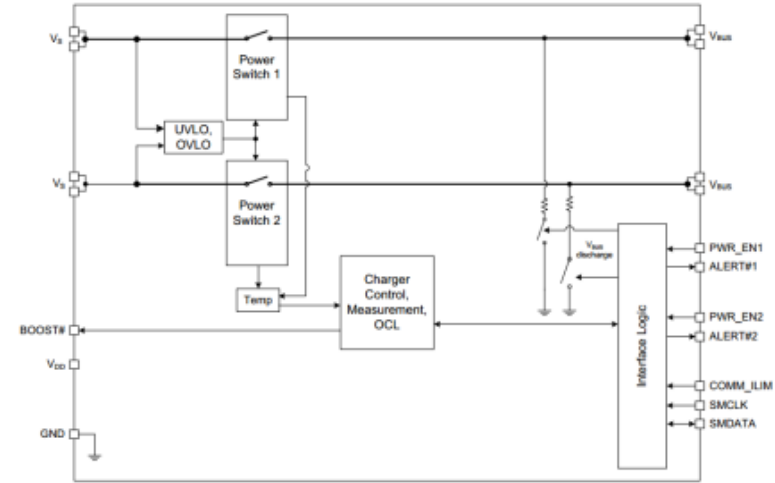 VS
VBUS
Power
Switch 1
UVLO,
OVLO
VS
VBUS
Power
Switch 2
VBUS
discharge
PWR_EN1
ALERT#1
Temp
Charger
Control,
Measurement,
OCL
Interface Logic
PWR_EN2
BOOST#
ALERT#2
VDD
COMM_ILIM
SMCLK
SMDATA
GND